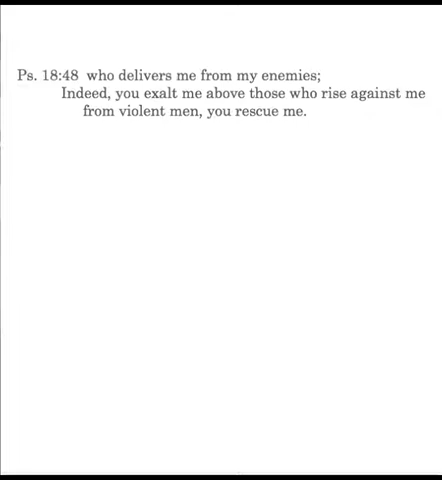 Ps. 18:48 who delivers me from my enemies;
Indeed, you exalt me above those who rise against me
from violent men, you rescue me.